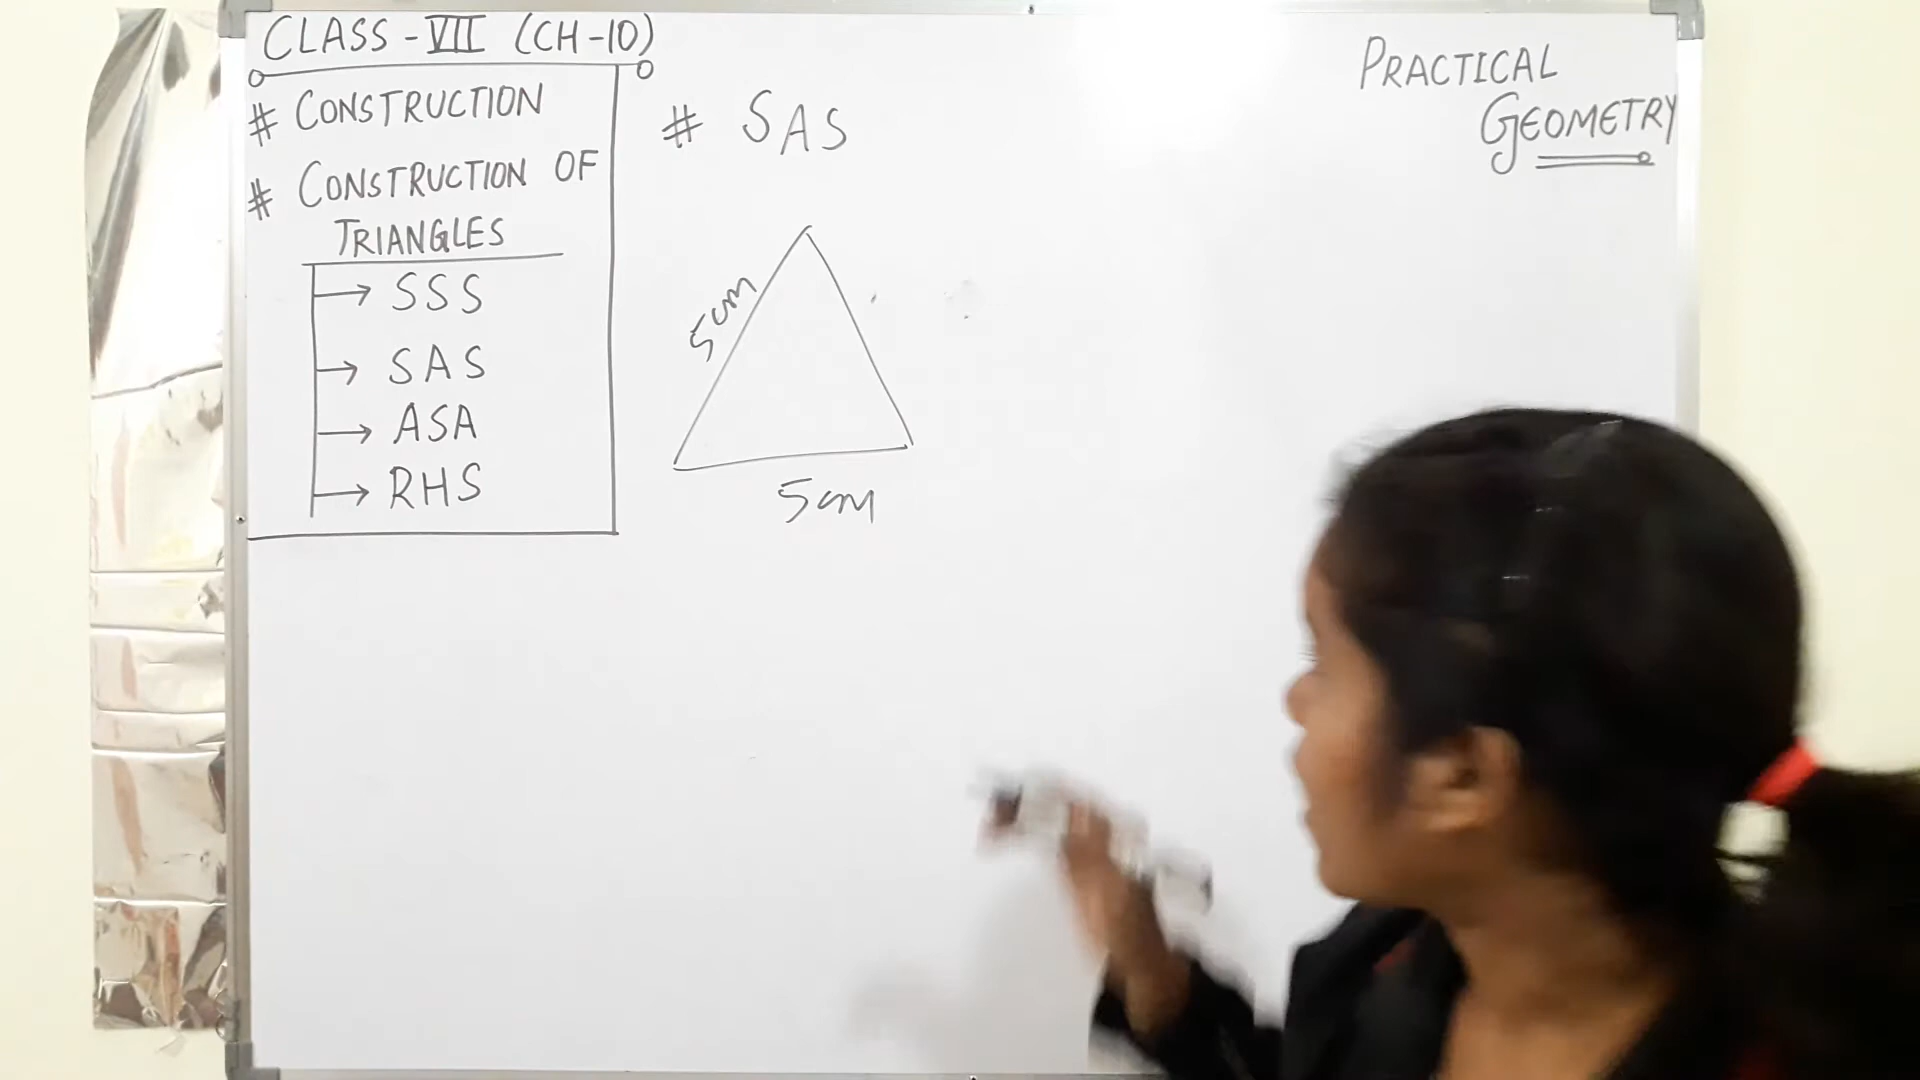 CLASS - VII (CH-10)
# CONSTRUCTION
# CONSTRUCTION OF
TRIANGLES
→ SSS
→ SAS
→ ASA
→ RHS
# SAS
5cm
5cm
PRACTICAL
GEOMETRY